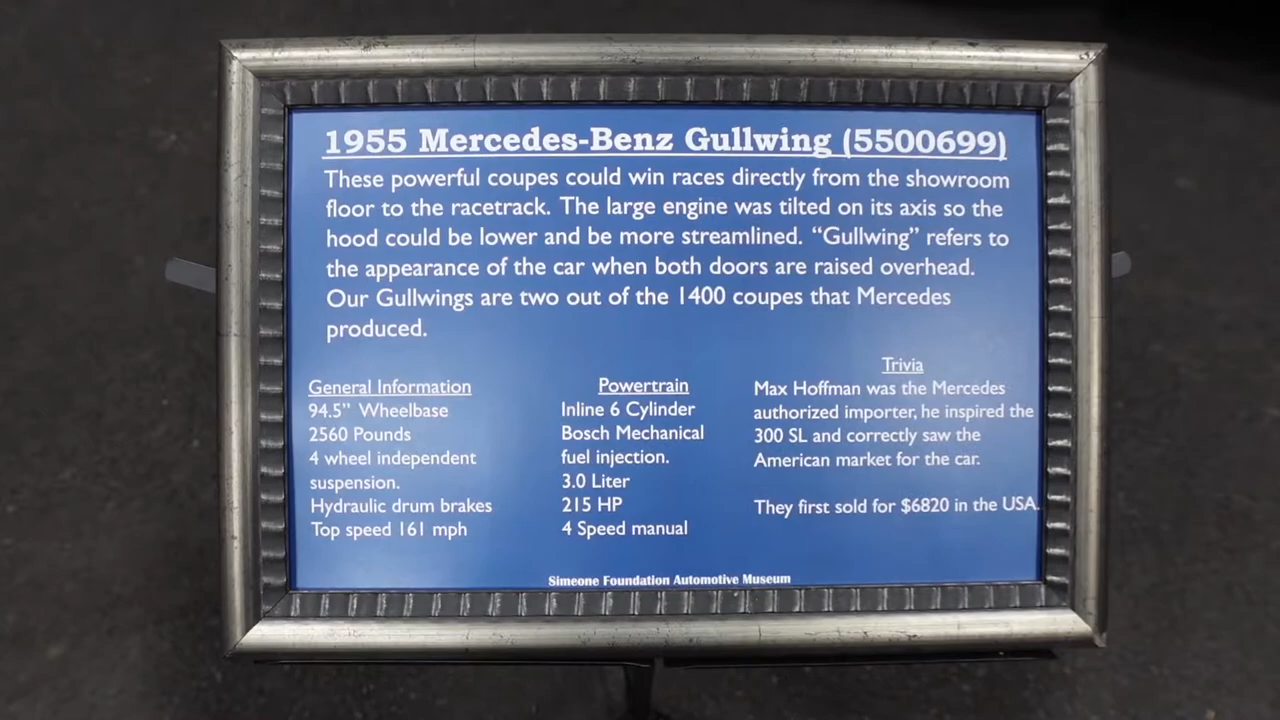 1955 Mercedes-Benz Gullwing (5500699)
These powerful coupes could win races directly from the showroom
floor to the racetrack. The large engine was tilted on its axis so the
hood could be lower and be more streamlined. “Gullwing” refers to
the appearance of the car when both doors are raised overhead.
Our Gullwings are two out of the 1400 coupes that Mercedes
produced.
General Information
94.5” Wheelbase
2560 Pounds
4 wheel independent
suspension.
Hydraulic drum brakes
Top speed 161 mph
Powertrain
Inline 6 Cylinder
Bosch Mechanical
fuel injection.
3.0 Liter
215 HP
4 Speed manual
Trivia
Max Hoffman was the Mercedes
authorized importer, he inspired the
300 SL and correctly saw the
American market for the car.
They first sold for $6820 in the USA.
Simeone Foundation Automotive Museum